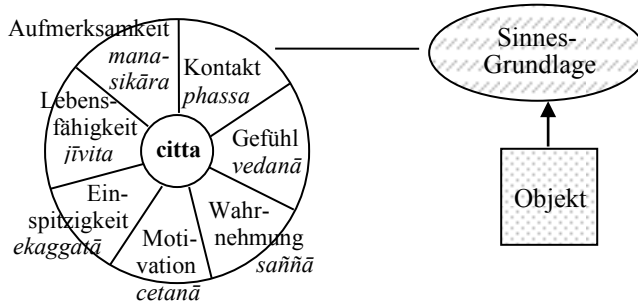 Aufmerksamkeit
mana-
sikāra
Kontakt
phassa
Gefühl
vedanā
Wahr-
nehmung
saññā
Moti-
vation
cetanā
Ein-
spitzigkeit
ekaggatā
Lebens-
fähigkeit
jīvita
citta
Sinnes-
Grundlage
Objekt